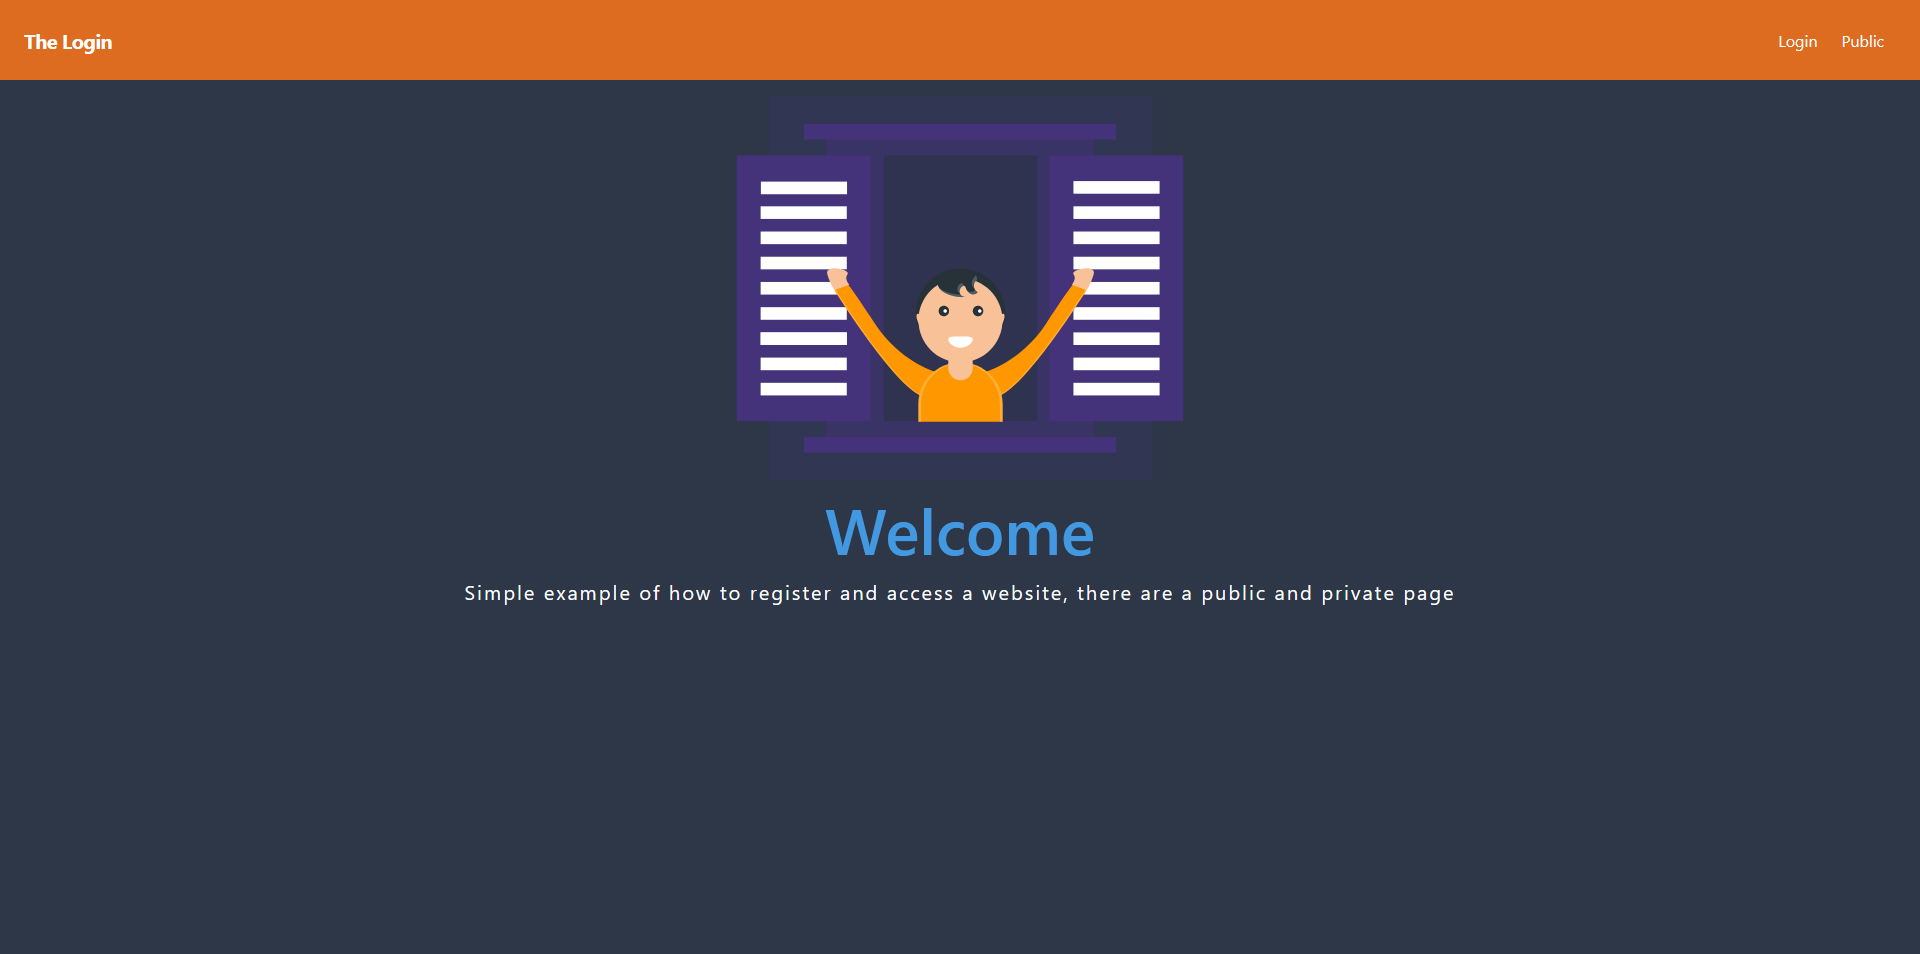 The Login
Login Public
Welcome
Simple example of how to register and access a website, there are a public and private page